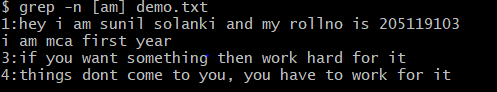 $ grep -n [am] demo.txt
1:hey i am sunil solanki and my rollno is 205119103
i am mca first year
3:if you want something then work hard for it
4:things dont come to you, you have to work for it